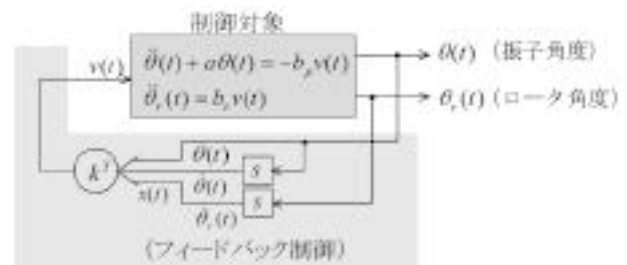 制御対象
v(t)
θ̈(t) + aθ(t) = −b_p v(t)
θ̈_r(t) = b_r v(t)
θ(t) (振子角度)
θ_r(t) (ロータ角度)
θ(t)
k^T
s
x(t)
θ̇(t)
s
θ̇_r(t)
(フィードバック制御)